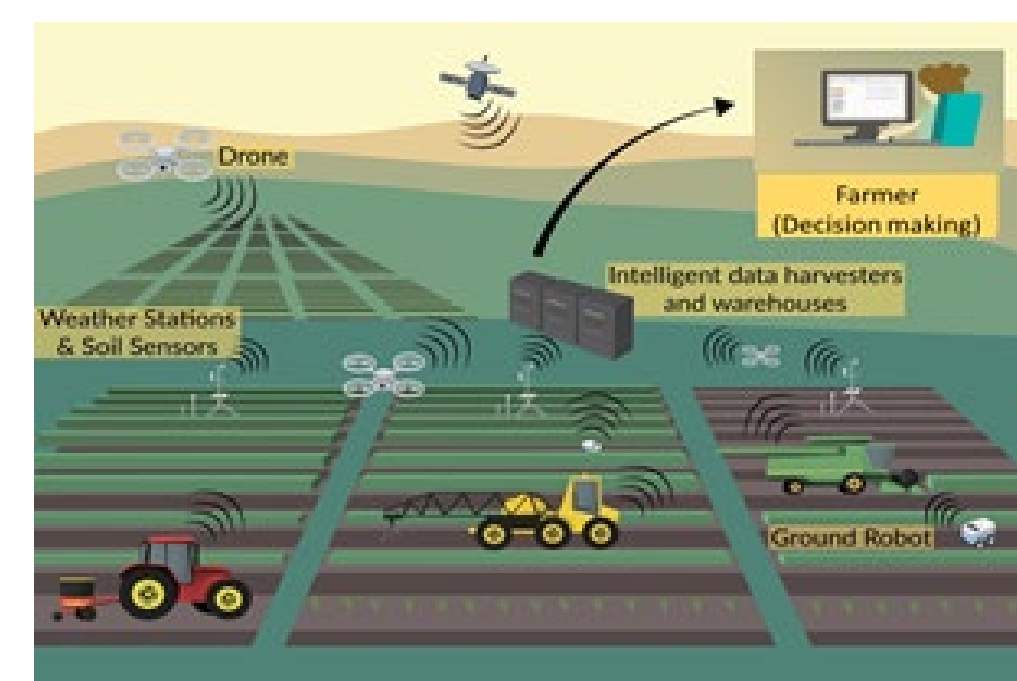 Drone
Farmer
(Decision making)
Intelligent data harvesters
and warehouses
Weather Stations
& Soil Sensors
Ground Robot